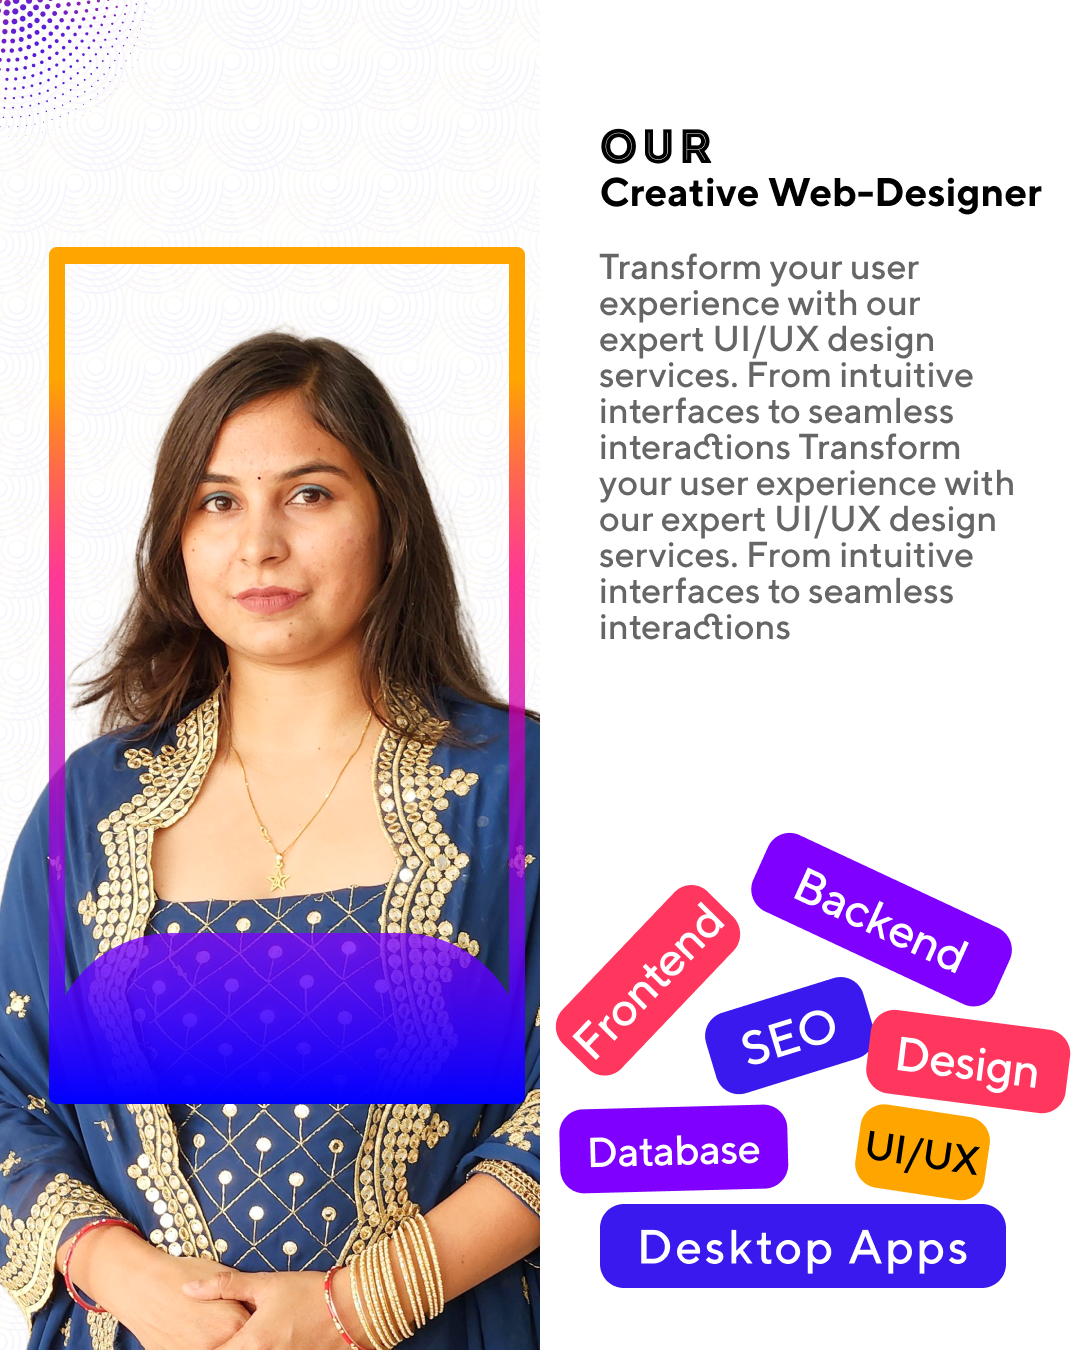 OUR
Creative Web-Designer
Transform your user
experience with our
expert UI/UX design
services. From intuitive
interfaces to seamless
interactions Transform
your user experience with
our expert UI/UX design
services. From intuitive
interfaces to seamless
interactions
Backend
Frontend
SEO
Design
Database
UI/UX
Desktop Apps